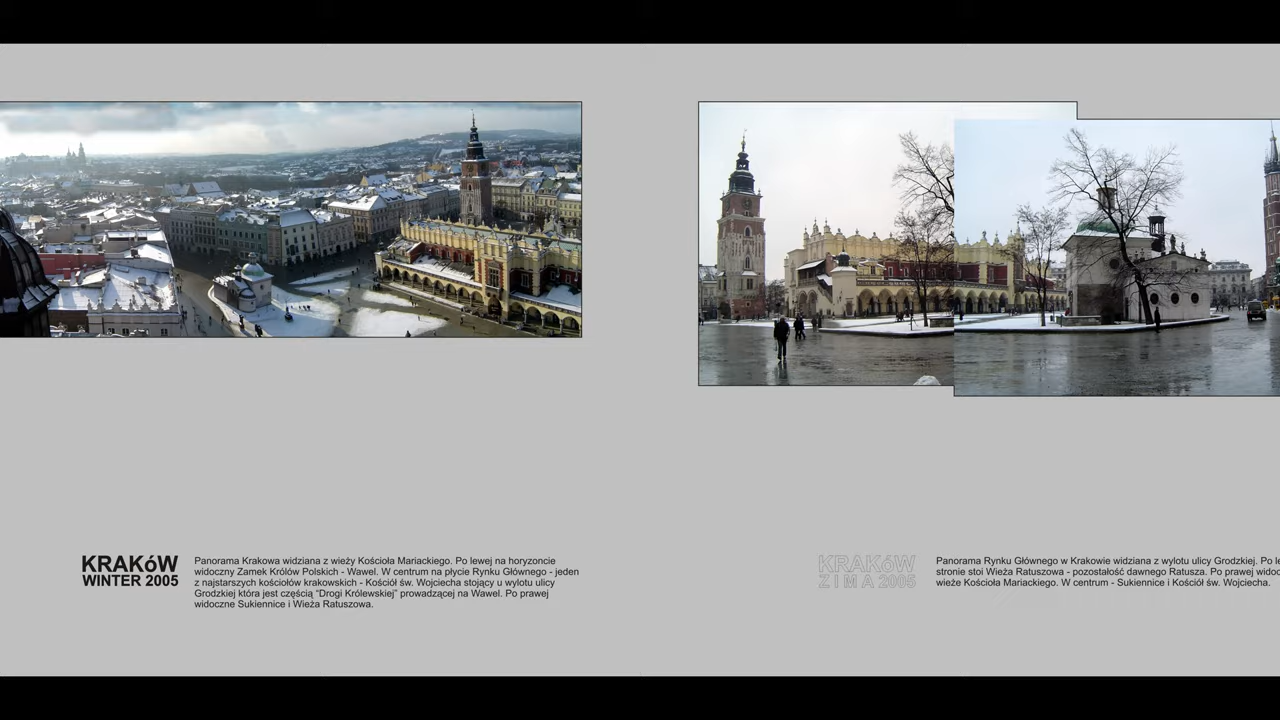 KRAKóW
WINTER 2005
Panorama Krakowa widziana z wieży Kościoła Mariackiego. Po lewej na horyzoncie
widoczny Zamek Królów Polskich - Wawel. W centrum na płycie Rynku Głównego - jeden
z najstarszych kościołów krakowskich - Kościół św. Wojciecha stojący u wylotu ulicy
Grodzkiej która jest częścią “Drogi Królewskiej” prowadzącej na Wawel. Po prawej
widoczne Sukiennice i Wieża Ratuszowa.
KRAKóW
ZIMA 2005
Panorama Rynku Głównego w Krakowie widziana z wylotu ulicy Grodzkiej. Po
stronie stoi Wieża Ratuszowa - pozostałość dawnego Ratusza. Po prawej
wieże Kościoła Mariackiego. W centrum - Sukiennice i Kościół św. Wojciecha.